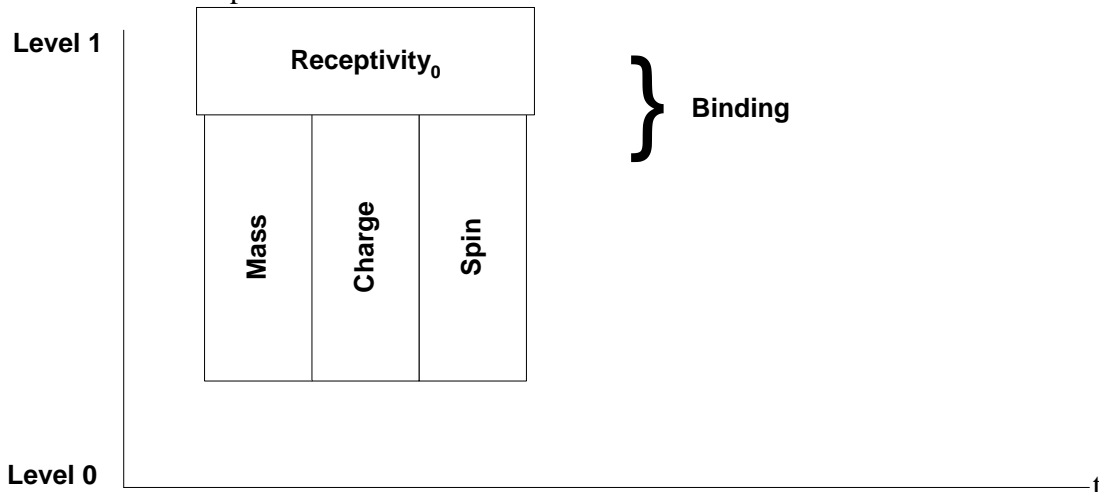 Level 1
Receptivity₀
Binding
Mass
Charge
Spin
Level 0
t